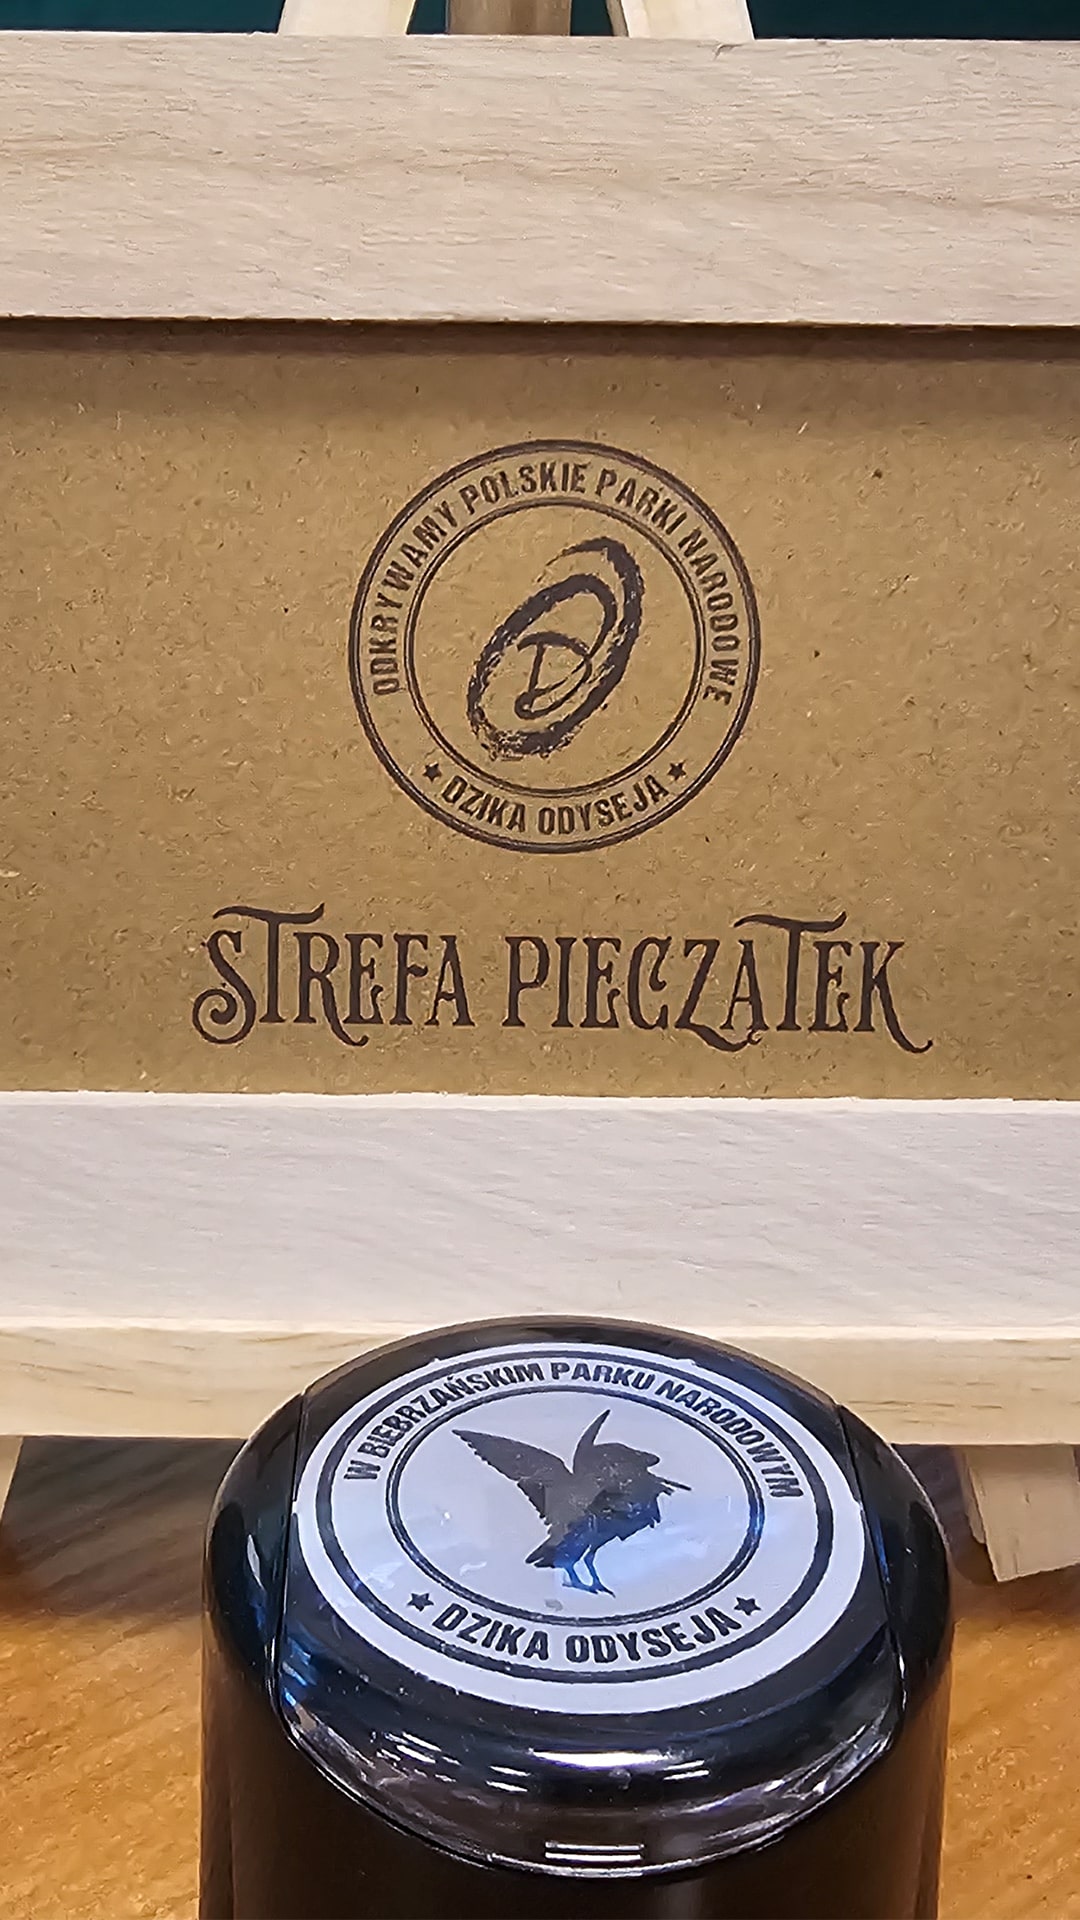 ODKRYWAMY POLSKIE PARKI NARODOWE
D
★ DZIKA ODYSEJA ★
STREFA PIECZĄTEK
W BIEBRZAŃSKIM PARKU NARODOWYM
★ DZIKA ODYSEJA ★